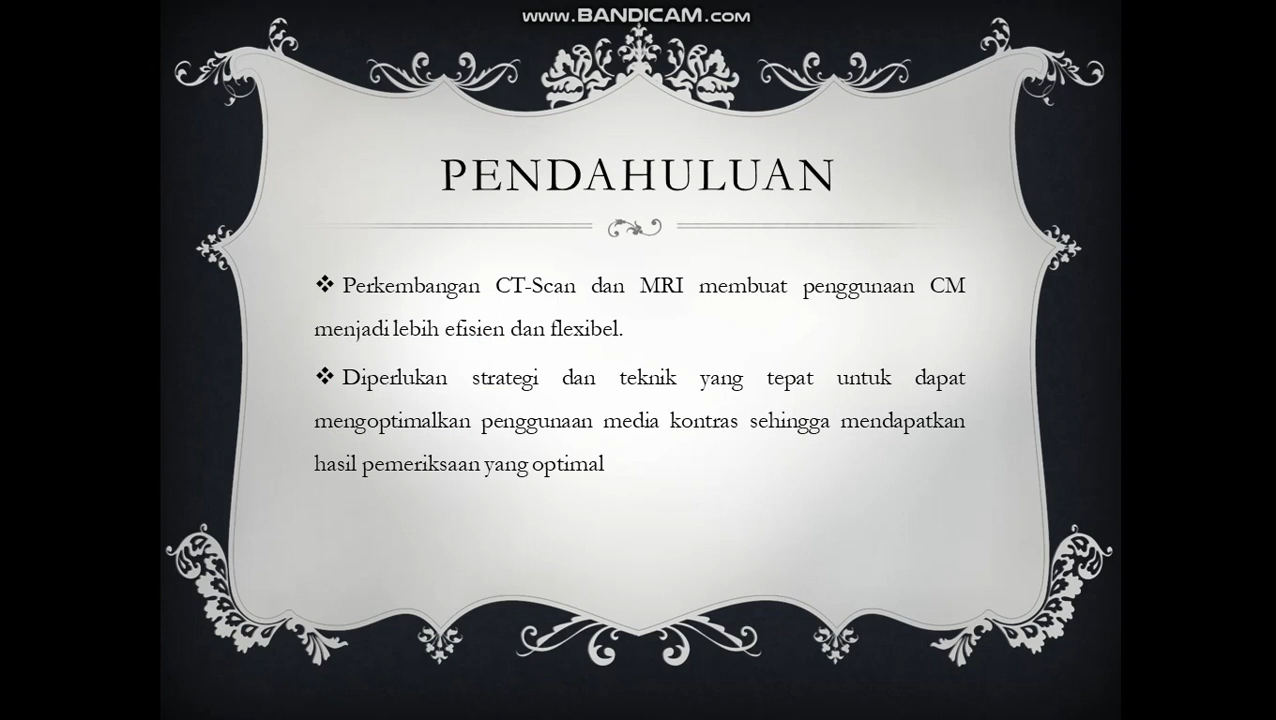 www.BANDICAM.com
PENDAHULUAN
❖ Perkembangan CT-Scan dan MRI membuat penggunaan CM
menjadi lebih efisien dan flexibel.
❖ Diperlukan strategi dan teknik yang tepat untuk dapat
mengoptimalkan penggunaan media kontras sehingga mendapatkan
hasil pemeriksaan yang optimal